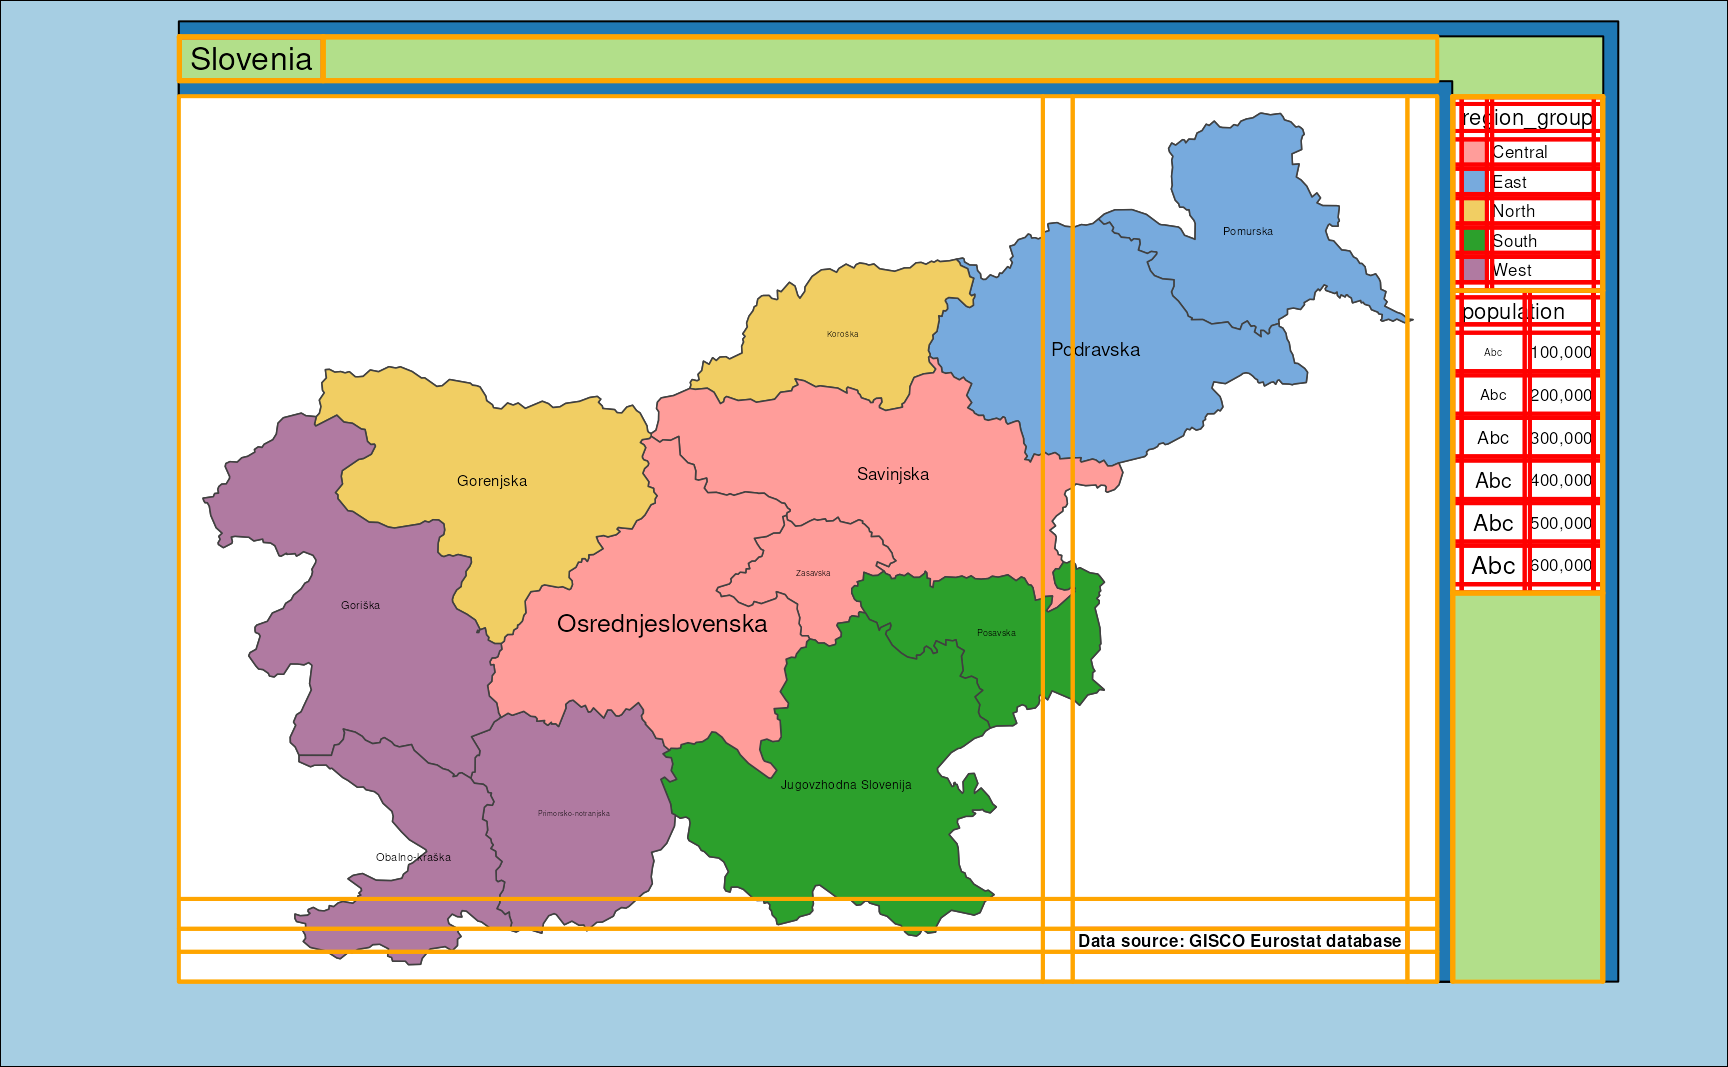 Slovenia
region_group
Central
East
North
South
West
population
Abc 100,000
Abc 200,000
Abc 300,000
Abc 400,000
Abc 500,000
Abc 600,000
Pomurska
Koroška
Podravska
Gorenjska
Savinjska
Zasavska
Goriška
Osrednjeslovenska
Posavska
Jugovzhodna Slovenija
Primorsko-notranjska
Obalno-kraška
Data source: GISCO Eurostat database